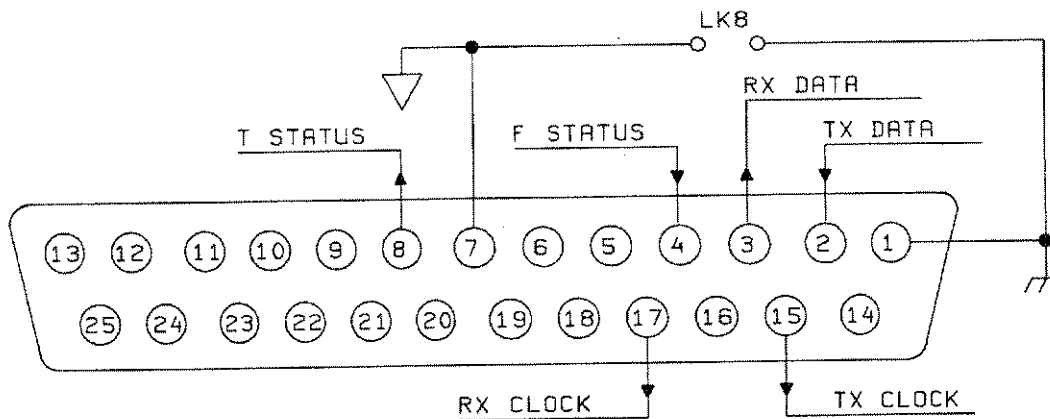 LK8
RX DATA
T STATUS F STATUS TX DATA
13 12 11 10 9 8 7 6 5 4 3 2 1
25 24 23 22 21 20 19 18 17 16 15 14
RX CLOCK TX CLOCK